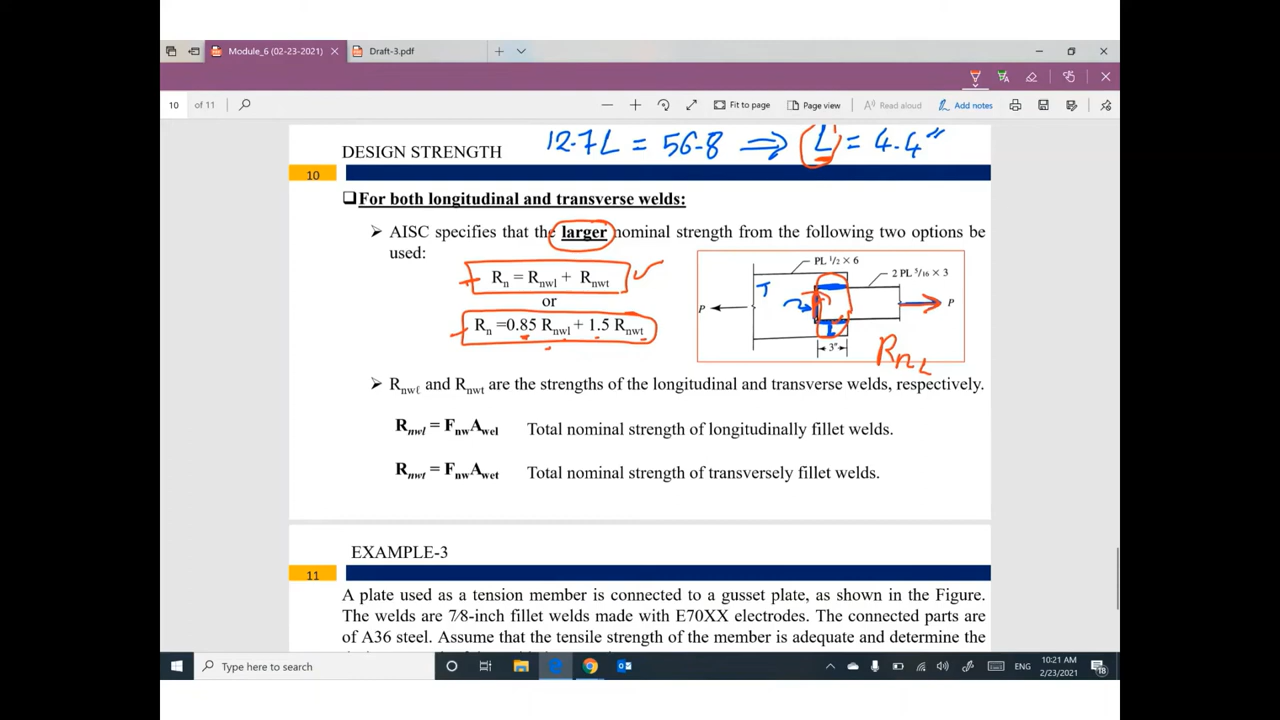 Module_6 (02-23-2021)
Draft-3.pdf
10 of 11
Fit to page
Page view
Read aloud
Add notes
12.7L = 56.8 ⟹ L = 4.4"
DESIGN STRENGTH
10
For both longitudinal and transverse welds:
AISC specifies that the larger nominal strength from the following two options be
used:
Rn = Rnwl + Rnwt
or
Rn =0.85 Rnwl + 1.5 Rnwt
PL 1/2 × 6
2 PL 3/16 × 3
T
P
P
L
3"
RnL
Rnwℓ and Rnwt are the strengths of the longitudinal and transverse welds, respectively.
Rnwl = FnwAwel Total nominal strength of longitudinally fillet welds.
Rnwt = FnwAwet Total nominal strength of transversely fillet welds.
EXAMPLE-3
11
A plate used as a tension member is connected to a gusset plate, as shown in the Figure.
The welds are 7⁄8-inch fillet welds made with E70XX electrodes. The connected parts are
of A36 steel. Assume that the tensile strength of the member is adequate and determine the
Type here to search
ENG
10:21 AM
2/23/2021
18